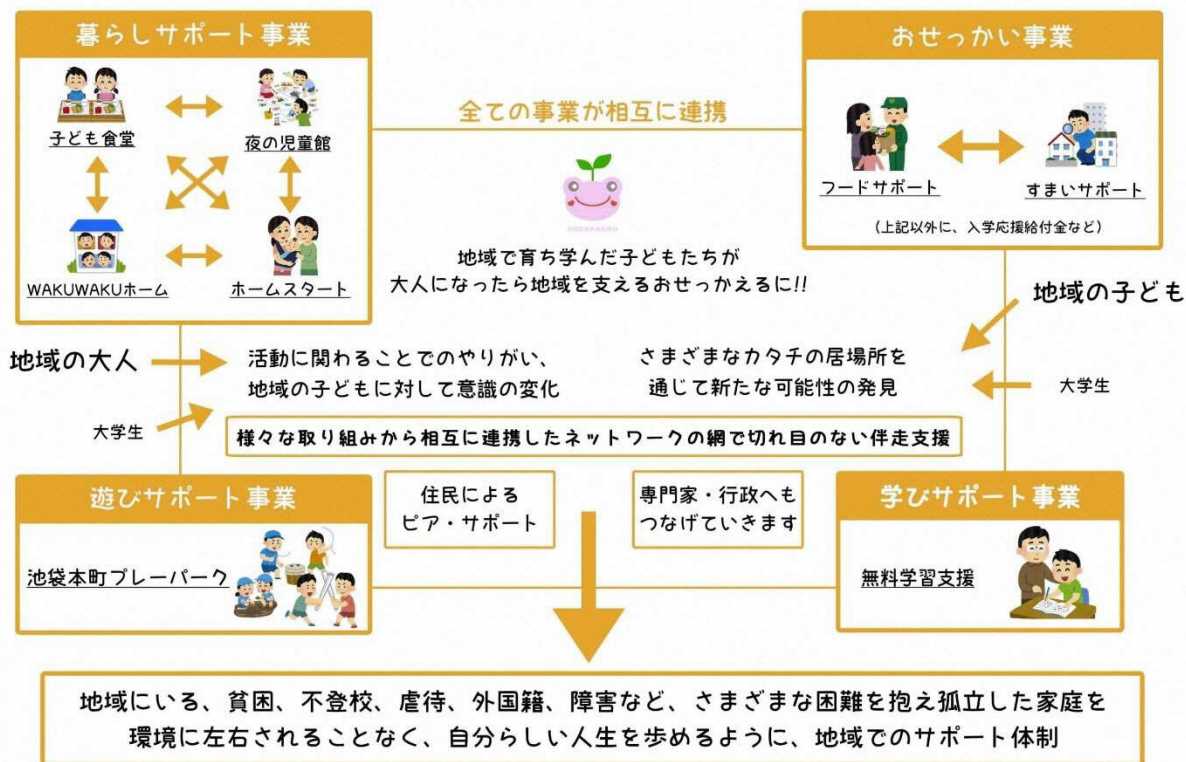 暮らしサポート事業
子ども食堂
夜の児童館
WAKUWAKUホーム
ホームスタート
おせっかい事業
フードサポート
すまいサポート
(上記以外に、入学応援給付金など)
全ての事業が相互に連携
地域で育ち学んだ子どもたちが
大人になったら地域を支えるおせっかえるに!!
地域の大人
大学生
活動に関わることでのやりがい、
地域の子どもに対して意識の変化
さまざまなカタチの居場所を
通じて新たな可能性の発見
地域の子ども
大学生
様々な取り組みから相互に連携したネットワークの網で切れ目のない伴走支援
遊びサポート事業
池袋本町プレーパーク
住民による
ピア・サポート
専門家・行政へも
つなげていきます
学びサポート事業
無料学習支援
地域にいる、貧困、不登校、虐待、外国籍、障害など、さまざまな困難を抱え孤立した家庭を
環境に左右されることなく、自分らしい人生を歩めるように、地域でのサポート体制